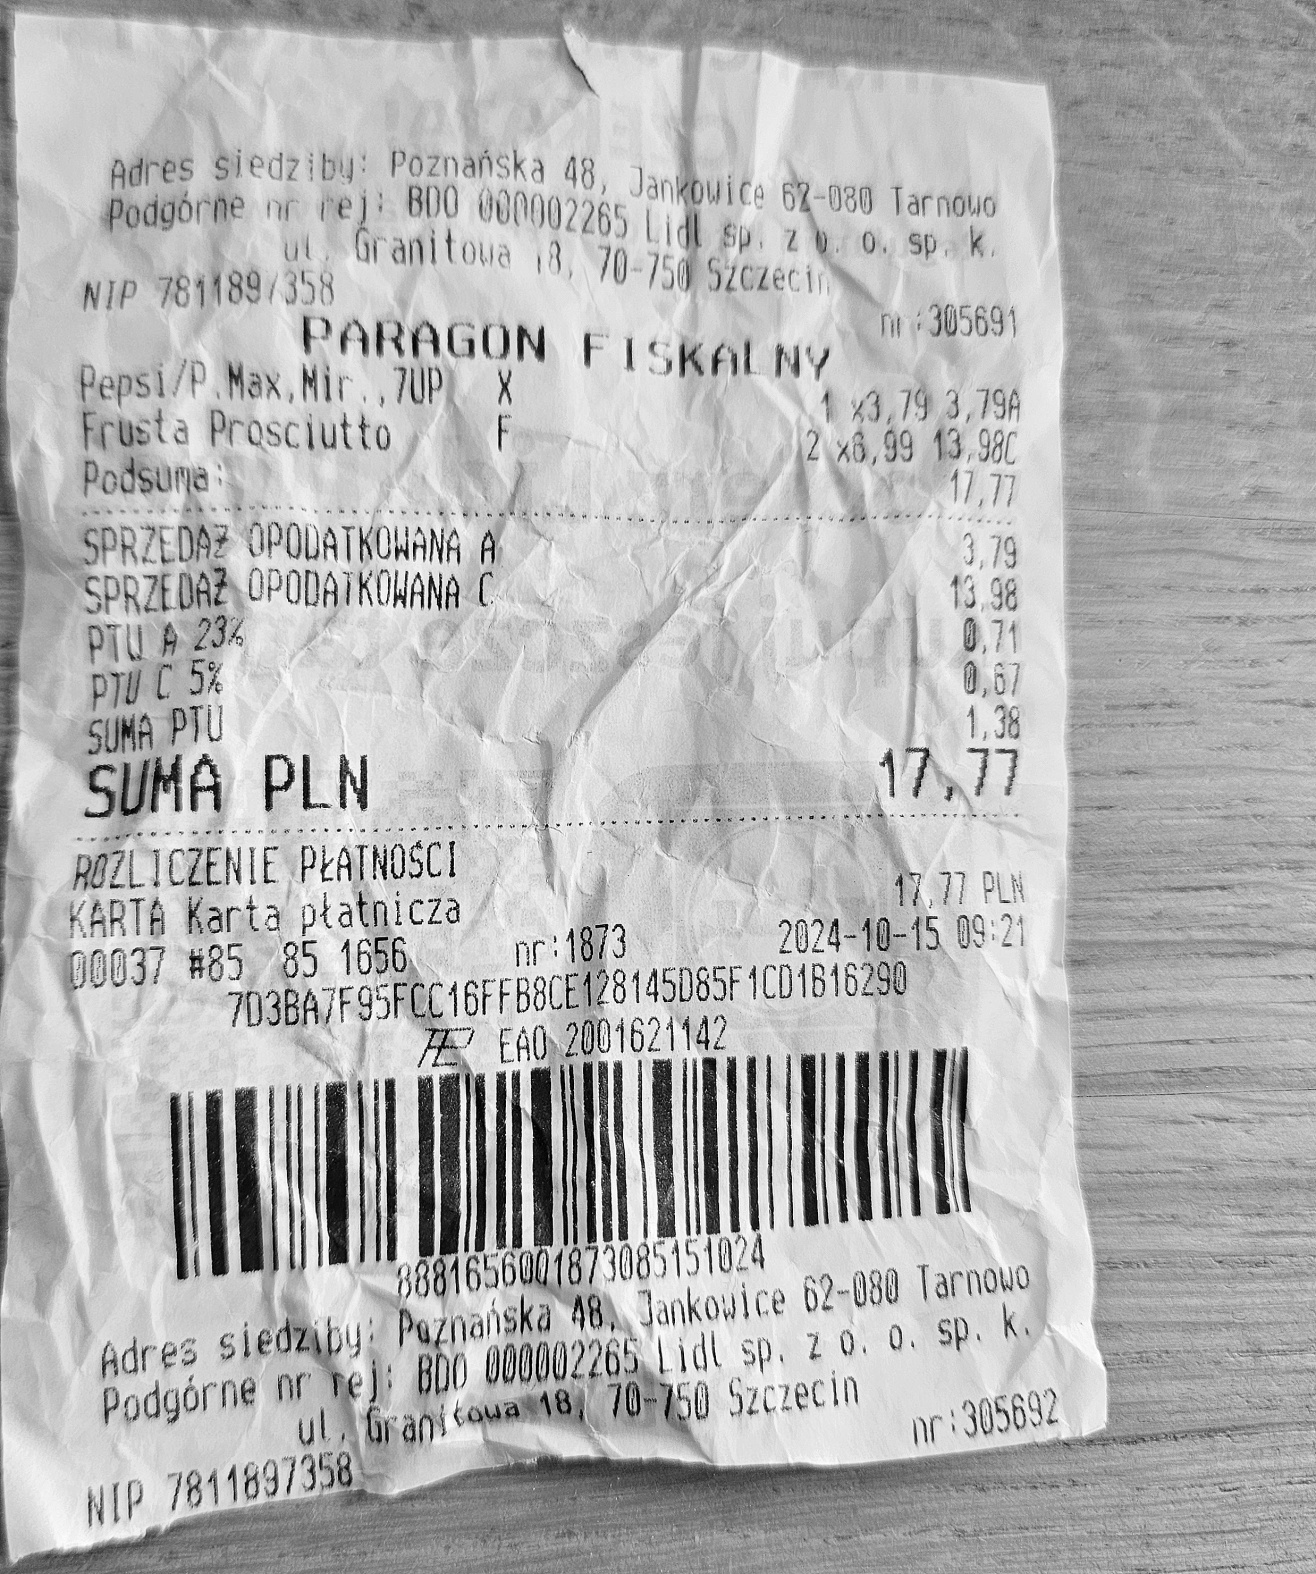 Adres siedziby: Poznańska 48, Jankowice 62-080 Tarnowo
Podgórne nr rej: BDO 000002265 Lidl sp. z o. o. sp. k.
ul. Granitowa 18, 70-750 Szczecin
NIP 7811897358 nr:305691
PARAGON FISKALNY
Pepsi/P.Max,Mir.,7UP X 1 x3,79 3,79A
Frusta Prosciutto F 2 x6,99 13,98C
Podsuma: 17,77
SPRZEDAŻ OPODATKOWANA A 3,79
SPRZEDAŻ OPODATKOWANA C 13,98
PTU A 23% 0,71
PTU C 5% 0,67
SUMA PTU 1,38
SUMA PLN 17,77
ROZLICZENIE PŁATNOŚCI
KARTA Karta płatnicza 17,77 PLN
00037 #85 85 1656 nr:1873 2024-10-15 09:21
7D3BA7F95FCC16FFB8CE128145D85F1CD1B16290
EAO 2001621142
8881656001873085151024
Adres siedziby: Poznańska 48, Jankowice 62-080 Tarnowo
Podgórne nr rej: BDO 000002265 Lidl sp. z o. o. sp. k.
ul. Granitowa 18, 70-750 Szczecin
NIP 7811897358 nr:305692